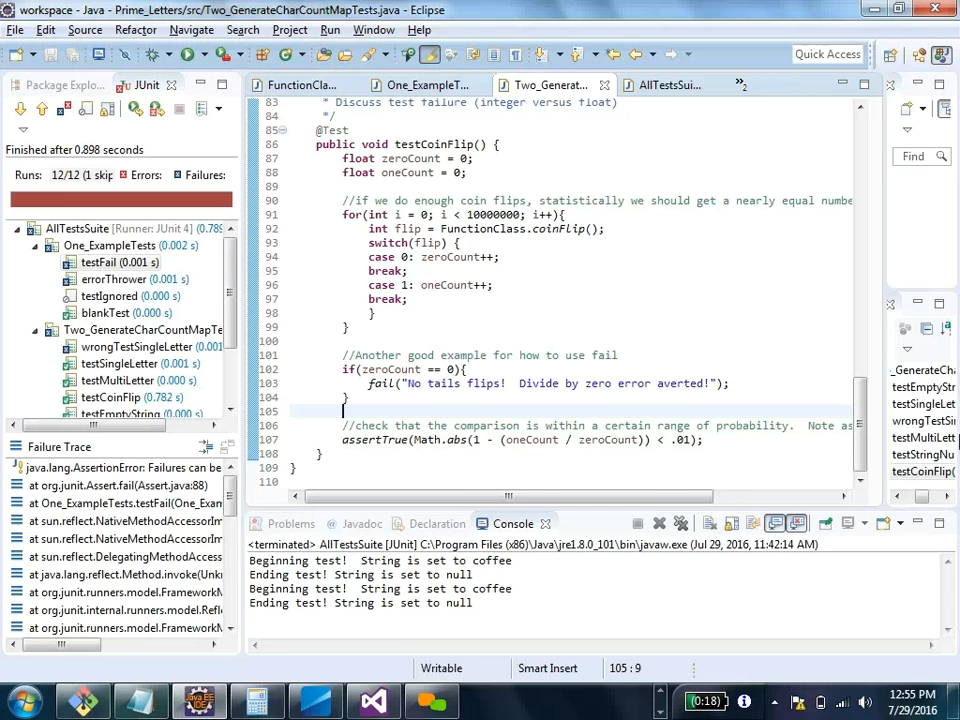 workspace - Java - Prime_Letters/src/Two_GenerateCharCountMapTests.java - Eclipse
File Edit Source Refactor Navigate Search Project Run Window Help
Quick Access
Package Explo... JUnit
FunctionCla... One_ExampleT... Two_Generat... AllTestsSui... »2
Finished after 0.898 seconds
Runs: 12/12 (1 skip Errors: Failures:
AllTestsSuite [Runner: JUnit 4] (0.789
One_ExampleTests (0.002 s)
testFail (0.001 s)
errorThrower (0.000 s)
testIgnored (0.000 s)
blankTest (0.000 s)
Two_GenerateCharCountMapTe
wrongTestSingleLetter (0.001
testSingleLetter (0.001 s)
testMultiLetter (0.000 s)
testCoinFlip (0.782 s)
testEmptyString (0.000 s)
Failure Trace
java.lang.AssertionError: Failures can be
at org.junit.Assert.fail(Assert.java:88)
at One_ExampleTests.testFail(One_Exam
at sun.reflect.NativeMethodAccessorIm
at sun.reflect.NativeMethodAccessorIm
at sun.reflect.DelegatingMethodAccess
at java.lang.reflect.Method.invoke(Unk
at org.junit.runners.model.FrameworkM
at org.junit.internal.runners.model.Refl
at org.junit.runners.model.FrameworkM
83 * Discuss test failure (integer versus float)
84 */
85 @Test
86 public void testCoinFlip() {
87 float zeroCount = 0;
88 float oneCount = 0;
89
90 //if we do enough coin flips, statistically we should get a nearly equal numbe
91 for(int i = 0; i < 10000000; i++){
92 int flip = FunctionClass.coinFlip();
93 switch(flip) {
94 case 0: zeroCount++;
95 break;
96 case 1: oneCount++;
97 break;
98 }
99 }
100
101 //Another good example for how to use fail
102 if(zeroCount == 0){
103 fail("No tails flips! Divide by zero error averted!");
104 }
105
106 //check that the comparison is within a certain range of probability. Note as
107 assertTrue(Math.abs(1 - (oneCount / zeroCount)) < .01);
108 }
109 }
110
Find
_GenerateCharCo
testEmptyStr
testSingleLet
wrongTestSin
testMultiLett
testStringNu
testCoinFlip(
Problems Javadoc Declaration Console
<terminated> AllTestsSuite [JUnit] C:\Program Files (x86)\Java\jre1.8.0_101\bin\javaw.exe (Jul 29, 2016, 11:42:14 AM)
Beginning test! String is set to coffee
Ending test! String is set to null
Beginning test! String is set to coffee
Ending test! String is set to null
Writable Smart Insert 105 : 9
Java EE IDE
(0:18)
12:55 PM
7/29/2016